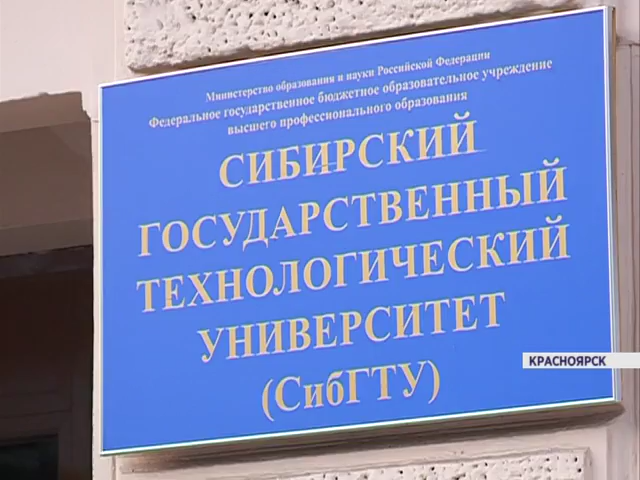 Министерство образования и науки Российской Федерации
Федеральное государственное бюджетное образовательное учреждение
высшего профессионального образования
СИБИРСКИЙ
ГОСУДАРСТВЕННЫЙ
ТЕХНОЛОГИЧЕСКИЙ
УНИВЕРСИТЕТ
(СибГТУ)
КРАСНОЯРСК